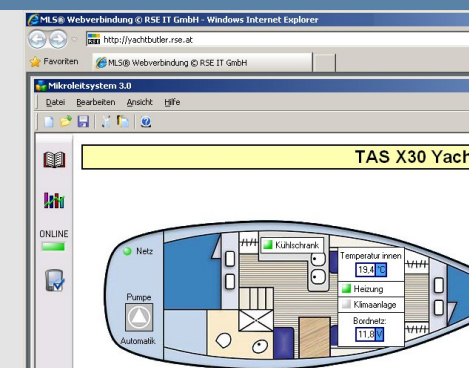 MLS® Webverbindung © RSE IT GmbH - Windows Internet Explorer
http://yachtbutler.rse.at
Favoriten
MLS® Webverbindung © RSE IT GmbH
Mikroleitsystem 3.0
Datei Bearbeiten Ansicht Hilfe
TAS X30 Yach
ONLINE
Netz
Kühlschrank
Temperatur innen
19,4 °C
Heizung
Klimaanlage
Pumpe
Bordnetz:
11,8 V
Automatik